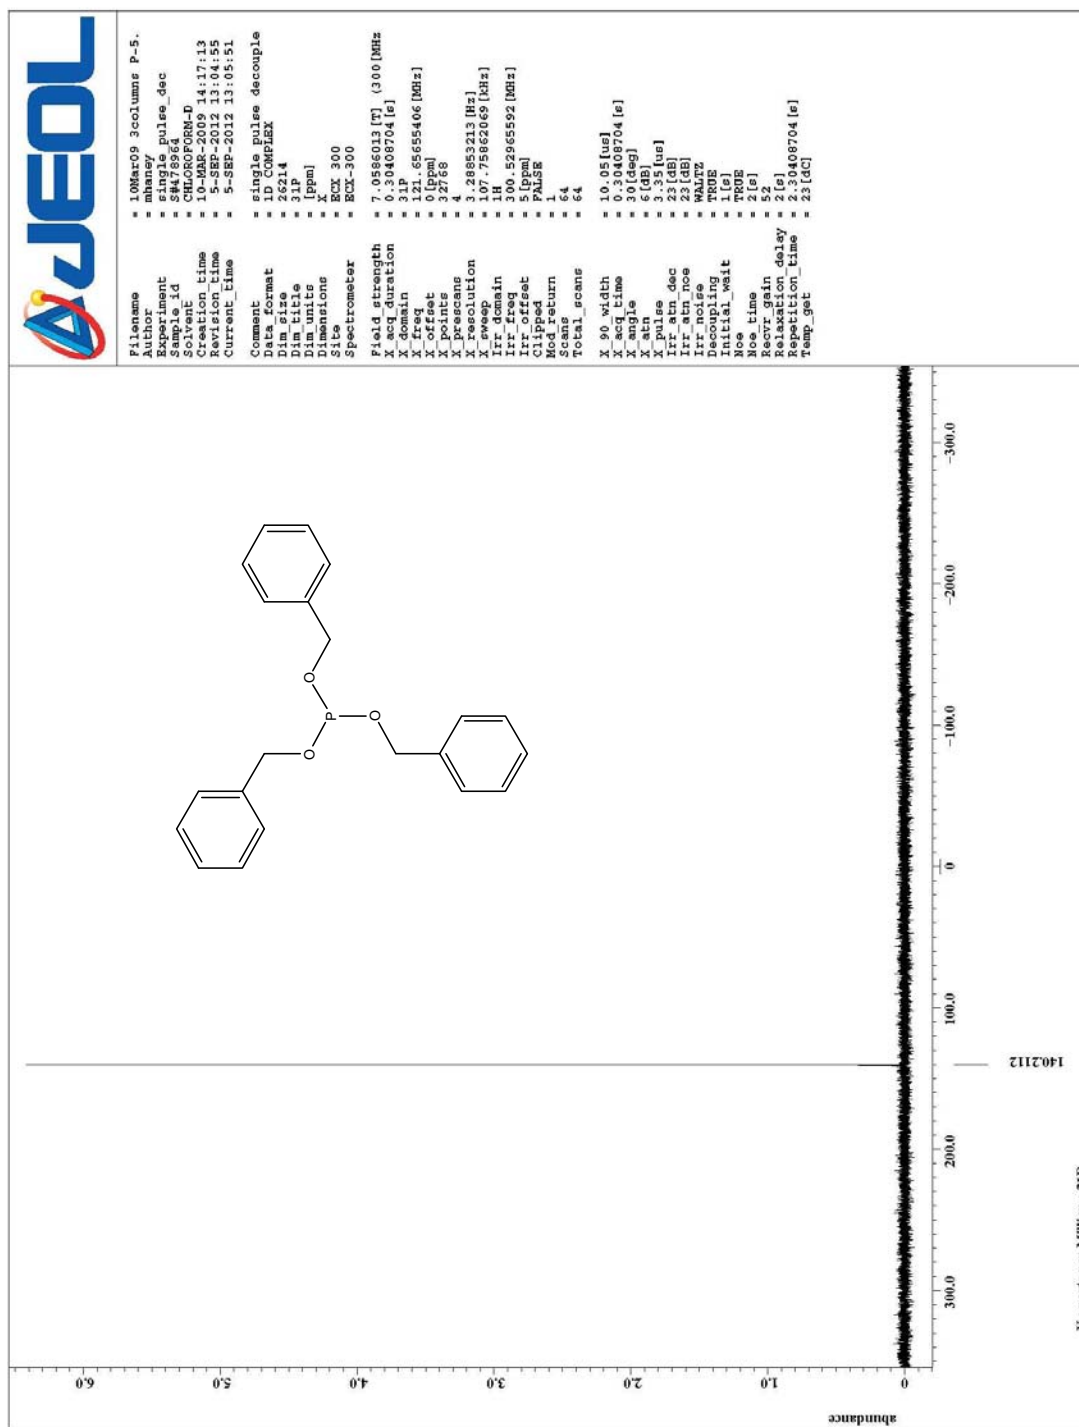 JEOL
Filename = 10Mar09 3columns P-5.
Author = mhaney
Experiment = single_pulse_dec
Sample_id = S#478964
Solvent = CHLOROFORM-D
Creation_time = 10-MAR-2009 14:17:13
Revision_time = 5-SEP-2012 13:04:55
Current_time = 5-SEP-2012 13:05:51
Comment = single pulse decouple
Data_format = 1D COMPLEX
Dim_size = 26214
Dim_title = 31P
Dim_units = [ppm]
Dimensions = X
Site = ECX 300
Spectrometer = ECX-300
Field_strength = 7.0586013[T] (300[MHz
X_acq_duration = 0.30408704[s]
X_domain = 31P
X_freq = 121.65655406[MHz]
X_offset = 0[ppm]
X_points = 32768
X_prescans = 4
X_resolution = 3.28853213[Hz]
X_sweep = 107.75862069[kHz]
Irr_domain = 1H
Irr_freq = 300.52965592[MHz]
Irr_offset = 5[ppm]
Clipped = FALSE
Mod_return = 1
Scans = 64
Total_scans = 64
X_90_width = 10.05[us]
X_acq_time = 0.30408704[s]
X_angle = 30[deg]
X_atn = 6[dB]
X_pulse = 3.35[us]
Irr_atn_dec = 23[dB]
Irr_atn_noe = 23[dB]
Irr_noise = WALTZ
Decoupling = TRUE
Initial_wait = 1[s]
Noe = TRUE
Noe_time = 2[s]
Recvr_gain = 52
Relaxation_delay = 2[s]
Repetition_time = 2.30408704[s]
Temp_get = 23[dC]
O P O
O
abundance
6.0
5.0
4.0
3.0
2.0
1.0
0
300.0 200.0 100.0 0 -100.0 -200.0 -300.0
140.2112